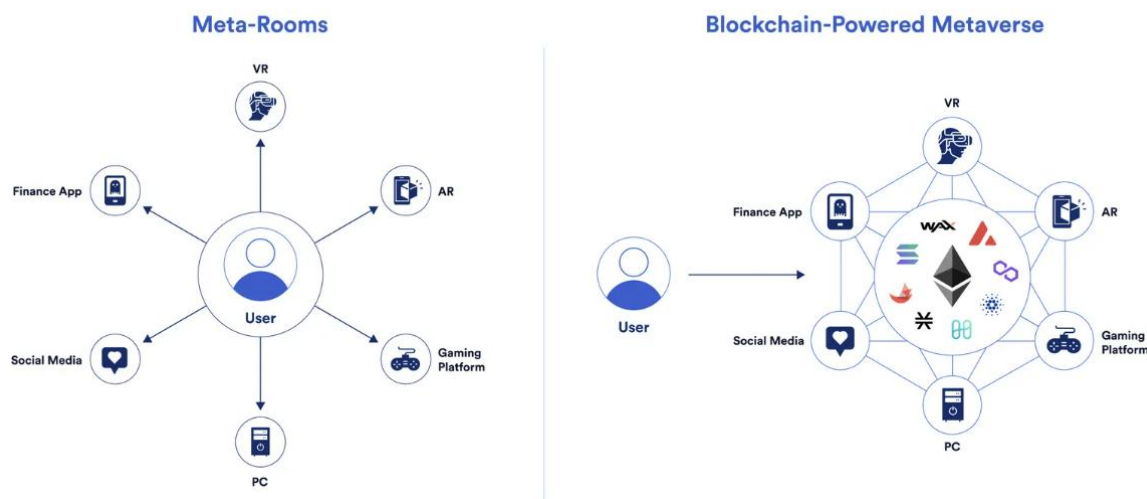 Meta-Rooms
VR
Finance App
AR
User
Social Media
Gaming
Platform
PC
Blockchain-Powered Metaverse
VR
Finance App
AR
WAX
User
Social Media
Gaming
Platform
PC